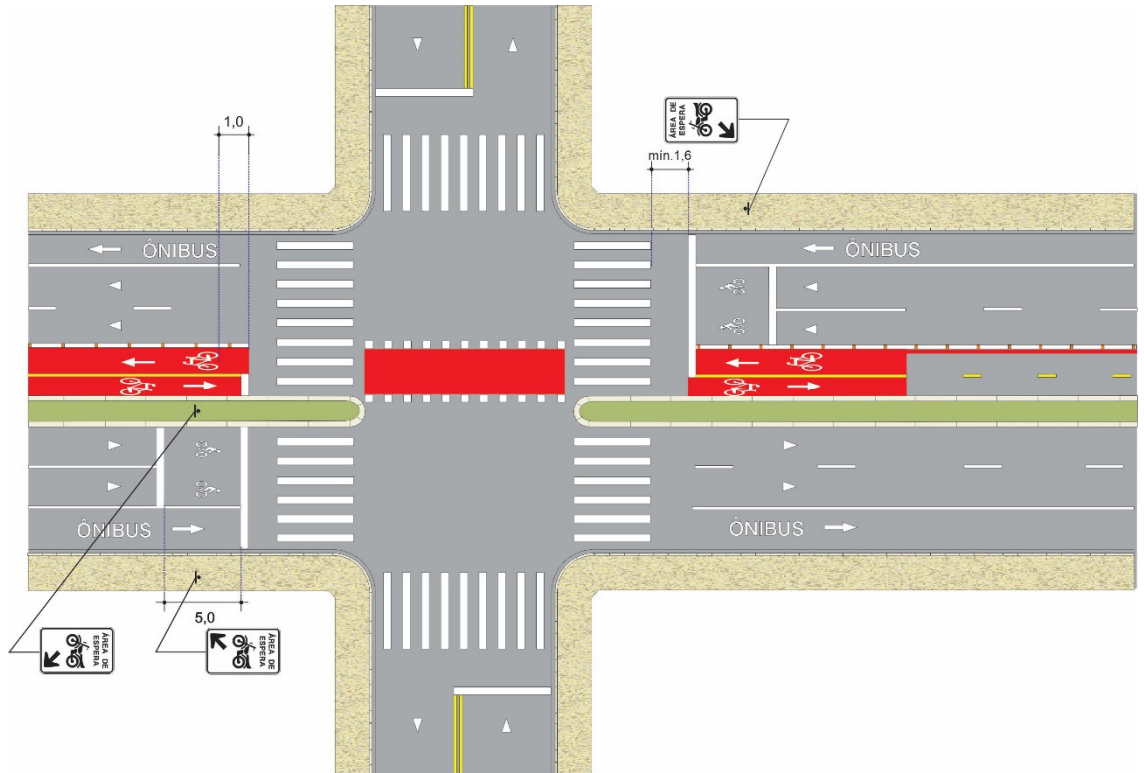 1,0
ÁREA DE
ESPERA
mín.1,6
ÔNIBUS
ÔNIBUS
ÔNIBUS
ÔNIBUS
5,0
ÁREA DE
ESPERA
ÁREA DE
ESPERA